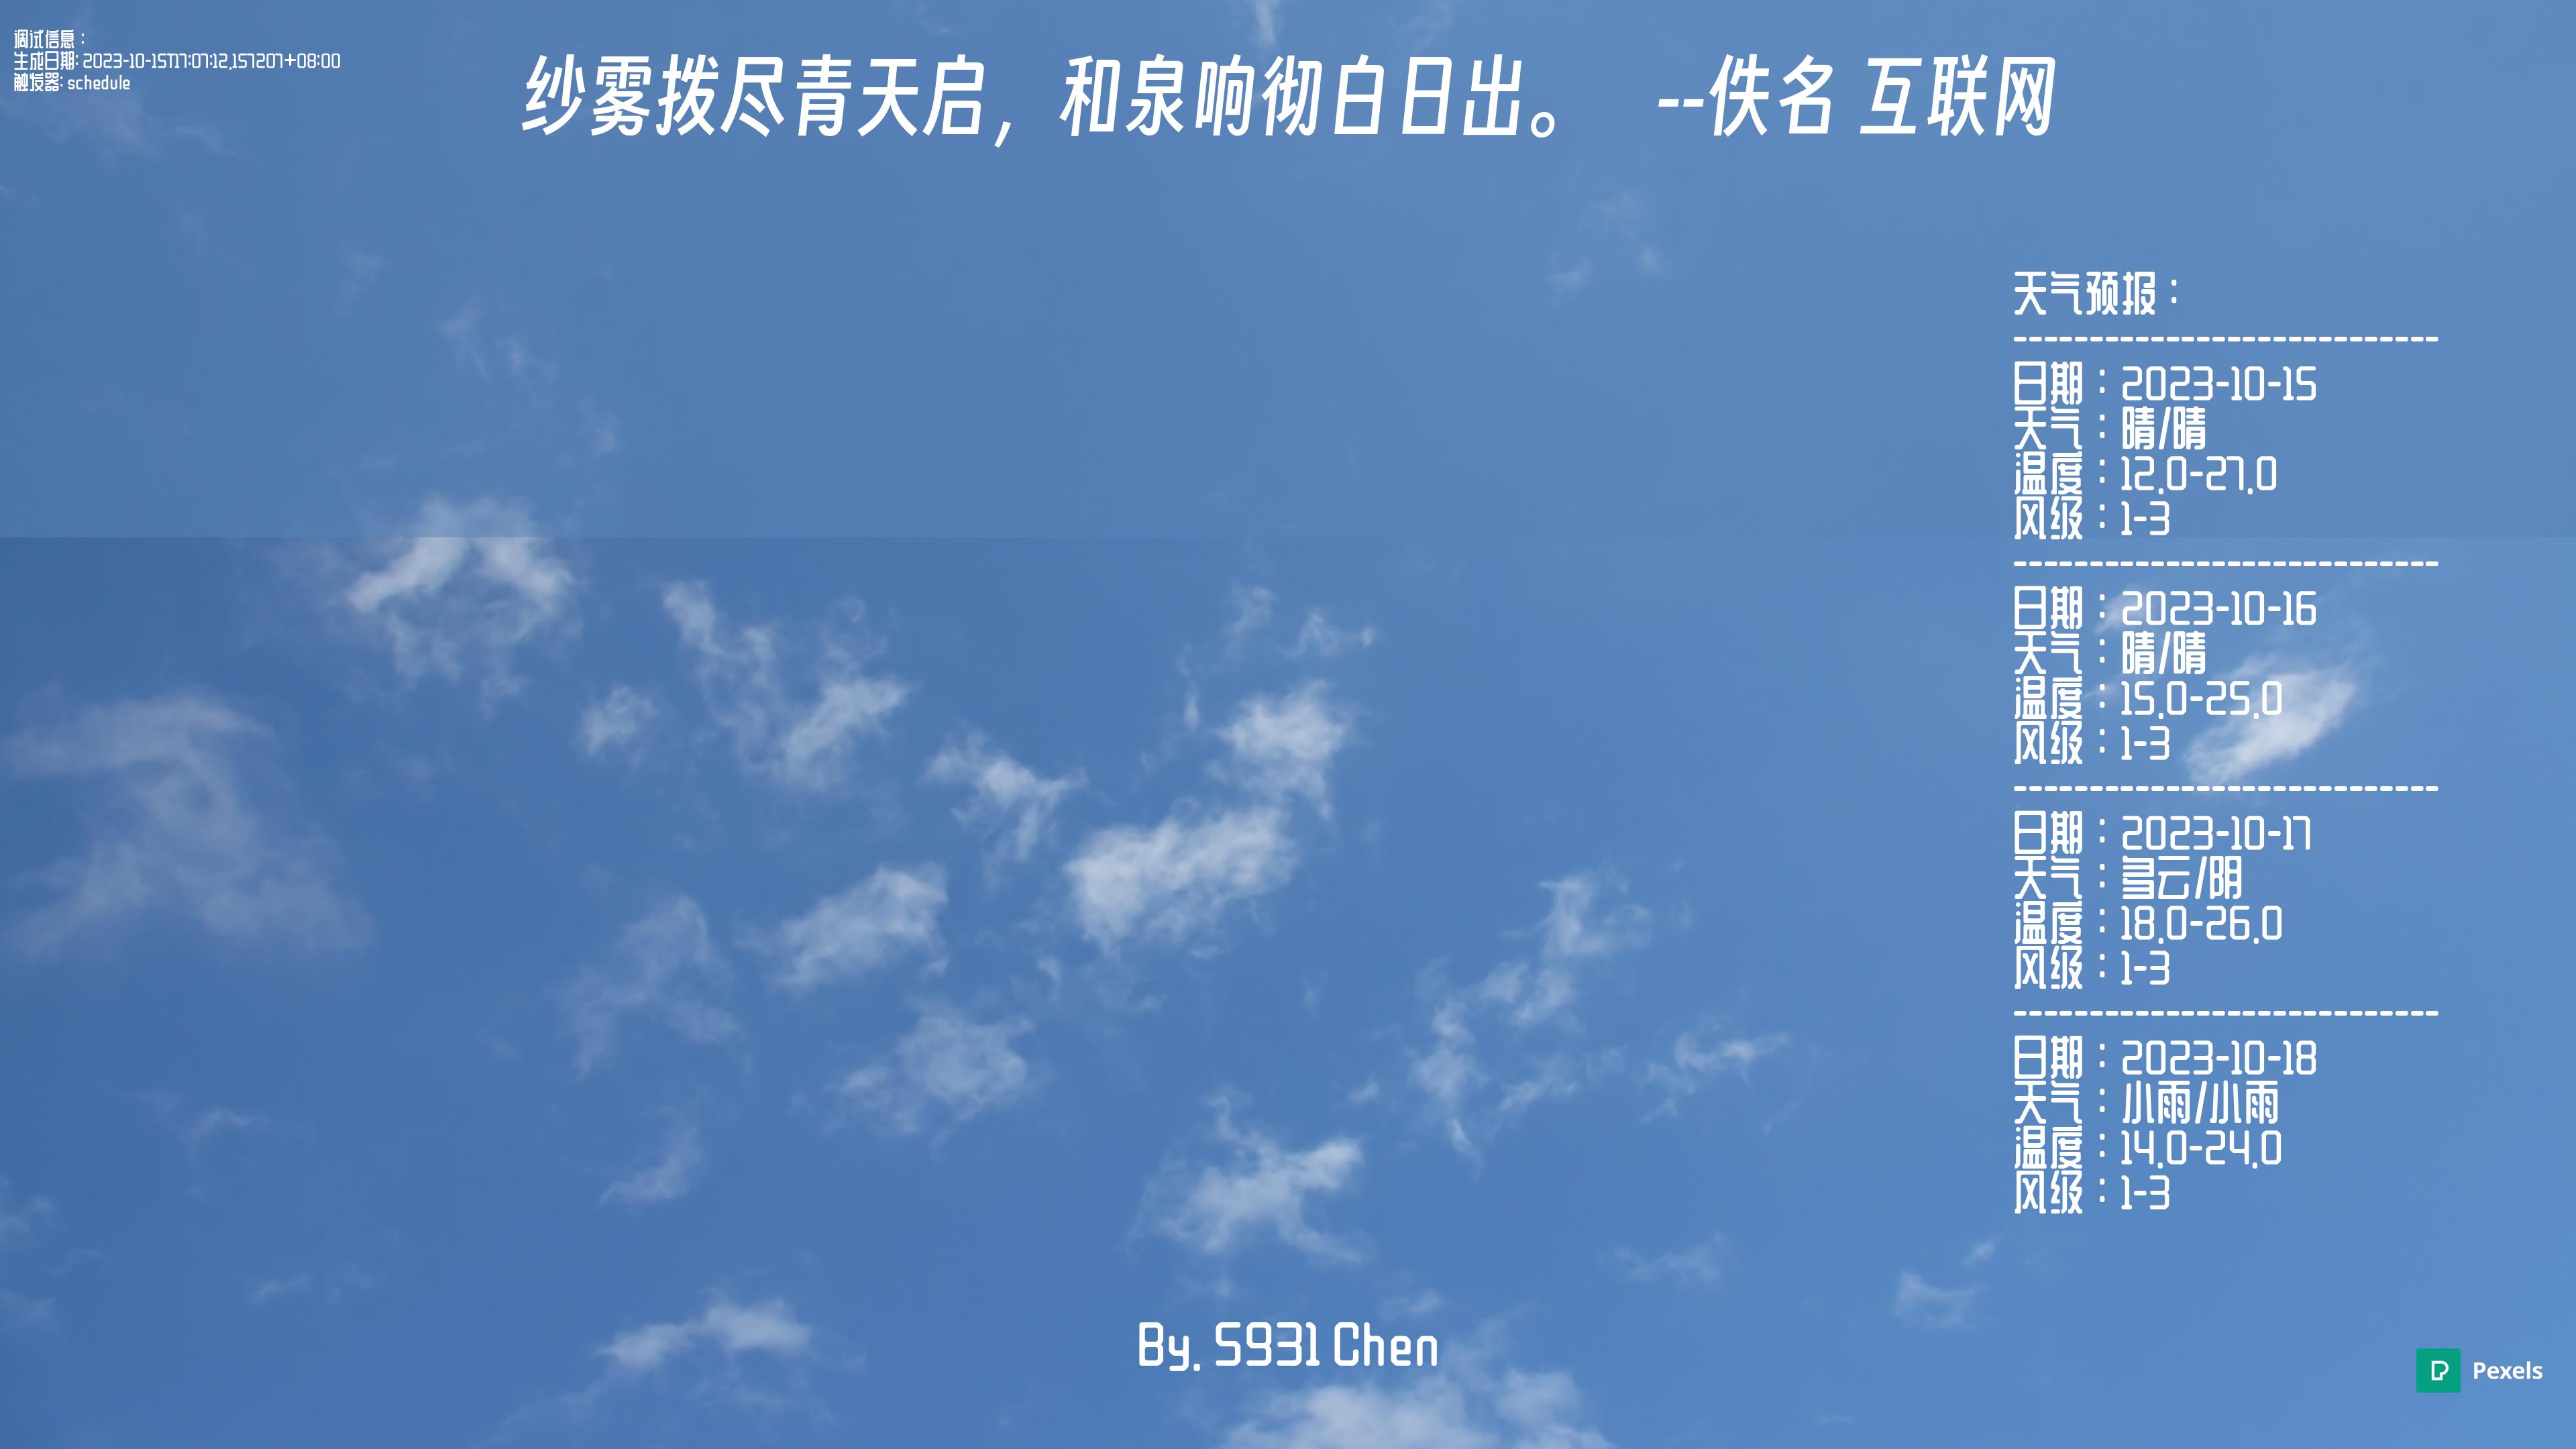 调试信息：
生成日期: 2023-10-15T17:07:12.157207+08:00
触发器: schedule
纱雾拨尽青天启，和泉响彻白日出。 --佚名 互联网
天气预报：
----------------------------
日期：2023-10-15
天气：晴/晴
温度：12.0-27.0
风级：1-3
----------------------------
日期：2023-10-16
天气：晴/晴
温度：15.0-25.0
风级：1-3
----------------------------
日期：2023-10-17
天气：多云/阴
温度：18.0-26.0
风级：1-3
----------------------------
日期：2023-10-18
天气：小雨/小雨
温度：14.0-24.0
风级：1-3
By. S931 Chen
Pexels